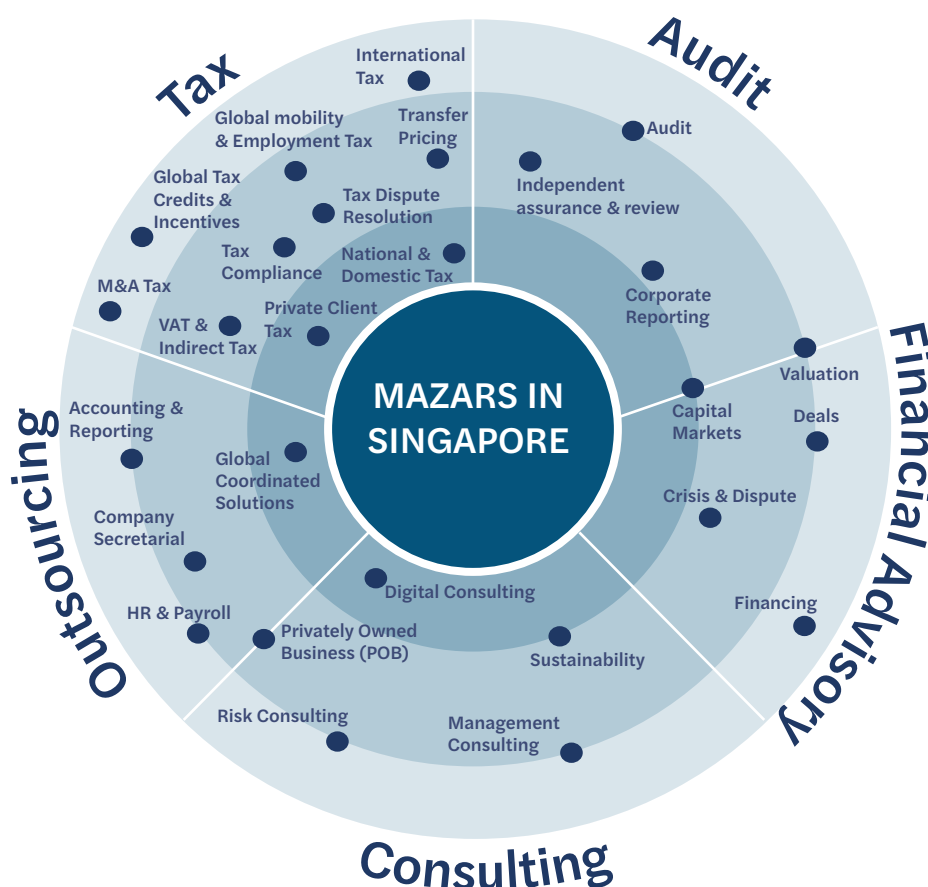 Tax
Audit
International
Tax
Transfer
Pricing
Global mobility
& Employment Tax
Global Tax
Credits &
Incentives
Tax Dispute
Resolution
Tax
Compliance
National &
Domestic Tax
M&A Tax
VAT &
Indirect Tax
Private Client
Tax
Audit
Independent
assurance & review
Corporate
Reporting
MAZARS IN
SINGAPORE
Financial Advisory
Valuation
Capital
Markets
Deals
Crisis & Dispute
Financing
Outsourcing
Accounting &
Reporting
Global
Coordinated
Solutions
Company
Secretarial
HR & Payroll
Digital Consulting
Privately Owned
Business (POB)
Sustainability
Risk Consulting
Management
Consulting
Consulting